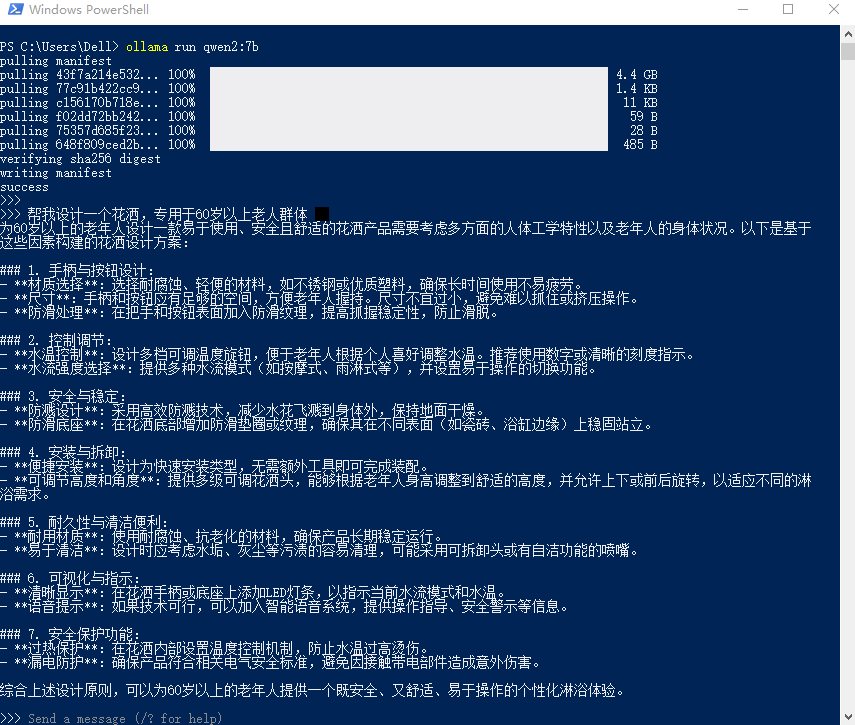 Windows PowerShell
PS C:\Users\Dell> ollama run qwen2:7b
pulling manifest
pulling 43f7a214e532... 100% 4.4 GB
pulling 77c91b422cc9... 100% 1.4 KB
pulling c156170b718e... 100% 11 KB
pulling f02dd72bb242... 100% 59 B
pulling 75357d685f23... 100% 28 B
pulling 648f809ced2b... 100% 485 B
verifying sha256 digest
writing manifest
success
>>>
>>> 帮我设计一个花洒，专用于60岁以上老人群体
为60岁以上的老年人设计一款易于使用、安全且舒适的花洒产品需要考虑多方面的人体工学特性以及老年人的身体状况。以下是基于
这些因素构建的花洒设计方案：
### 1. 手柄与按钮设计：
- **材质选择**：选择耐腐蚀、轻便的材料，如不锈钢或优质塑料，确保长时间使用不易疲劳。
- **尺寸**：手柄和按钮应有足够的空间，方便老年人握持。尺寸不宜过小，避免难以抓住或挤压操作。
- **防滑处理**：在把手和按钮表面加入防滑纹理，提高抓握稳定性，防止滑脱。
### 2. 控制调节：
- **水温控制**：设计多档可调温度旋钮，便于老年人根据个人喜好调整水温。推荐使用数字或清晰的刻度指示。
- **水流强度选择**：提供多种水流模式（如按摩式、雨淋式等），并设置易于操作的切换功能。
### 3. 安全与稳定：
- **防溅设计**：采用高效防溅技术，减少水花飞溅到身体外，保持地面干燥。
- **防滑底座**：在花洒底部增加防滑垫圈或纹理，确保其在不同表面（如瓷砖、浴缸边缘）上稳固站立。
### 4. 安装与拆卸：
- **便捷安装**：设计为快速安装类型，无需额外工具即可完成装配。
- **可调节高度和角度**：提供多级可调花洒头，能够根据老年人身高调整到舒适的高度，并允许上下或前后旋转，以适应不同的淋
浴需求。
### 5. 耐久性与清洁便利：
- **耐用材质**：使用耐腐蚀、抗老化的材料，确保产品长期稳定运行。
- **易于清洁**：设计时应考虑水垢、灰尘等污渍的容易清理，可能采用可拆卸头或有自洁功能的喷嘴。
### 6. 可视化与指示：
- **清晰显示**：在花洒手柄或底座上添加LED灯条，以指示当前水流模式和水温。
- **语音提示**：如果技术可行，可以加入智能语音系统，提供操作指导、安全警示等信息。
### 7. 安全保护功能：
- **过热保护**：在花洒内部设置温度控制机制，防止水温过高烫伤。
- **漏电防护**：确保产品符合相关电气安全标准，避免因接触带电部件造成意外伤害。
综合上述设计原则，可以为60岁以上的老年人提供一个既安全、又舒适、易于操作的个性化淋浴体验。
>>> Send a message (/? for help)